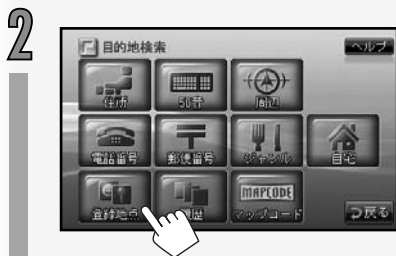 2
目的地検索
ヘルプ
住所
50音
周辺
電話番号
郵便番号
ジャンル
自宅
登録地点
履歴
MAPCODE
マップコード
戻る